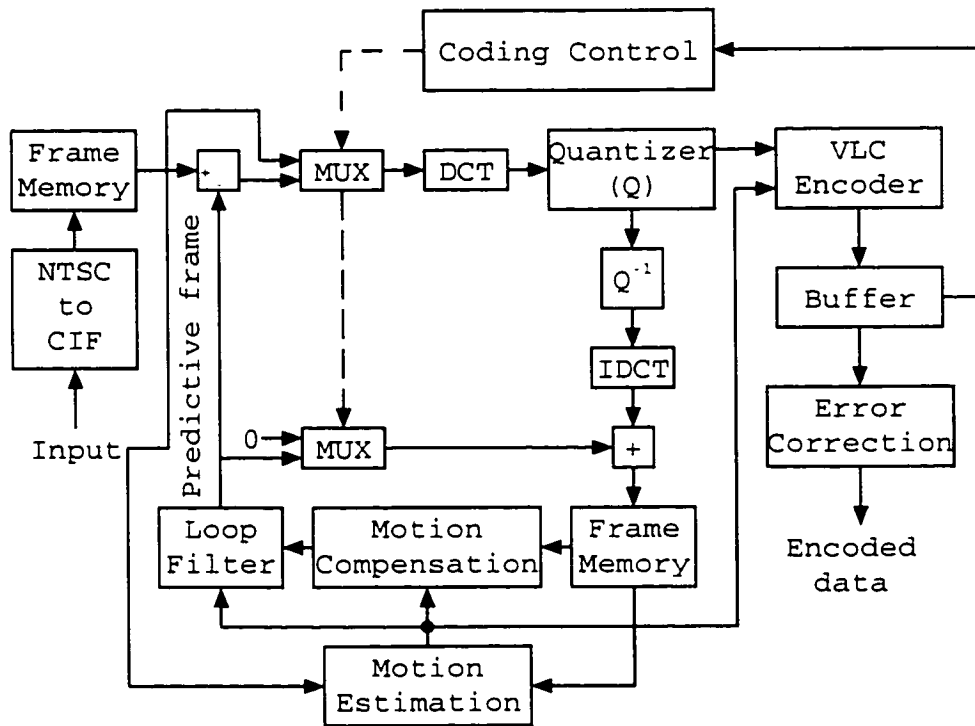 Coding Control
Frame
Memory
+
-
MUX
DCT
Quantizer
(Q)
VLC
Encoder
NTSC
to
CIF
Predictive frame
Q⁻¹
Buffer
IDCT
Input
0
MUX
+
Error
Correction
Loop
Filter
Motion
Compensation
Frame
Memory
Encoded
data
Motion
Estimation